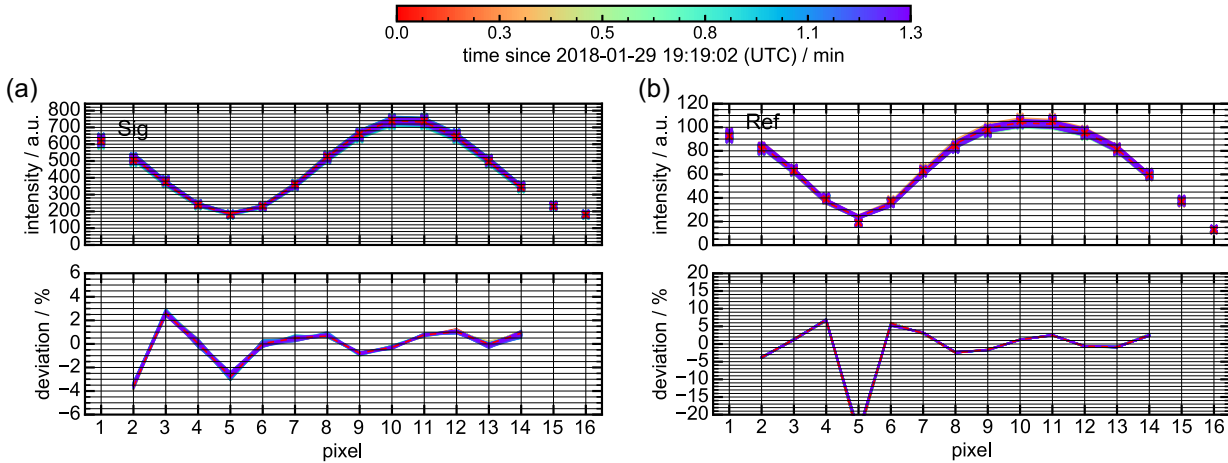 0.0 0.3 0.5 0.8 1.1 1.3
time since 2018-01-29 19:19:02 (UTC) / min
(a)
800
700
600
500
400
300
200
100
0
intensity / a.u.
Sig
6
4
2
0
−2
−4
−6
deviation / %
1 2 3 4 5 6 7 8 9 10 11 12 13 14 15 16
pixel
(b)
120
100
80
60
40
20
0
intensity / a.u.
Ref
20
15
10
5
0
−5
−10
−15
−20
deviation / %
1 2 3 4 5 6 7 8 9 10 11 12 13 14 15 16
pixel